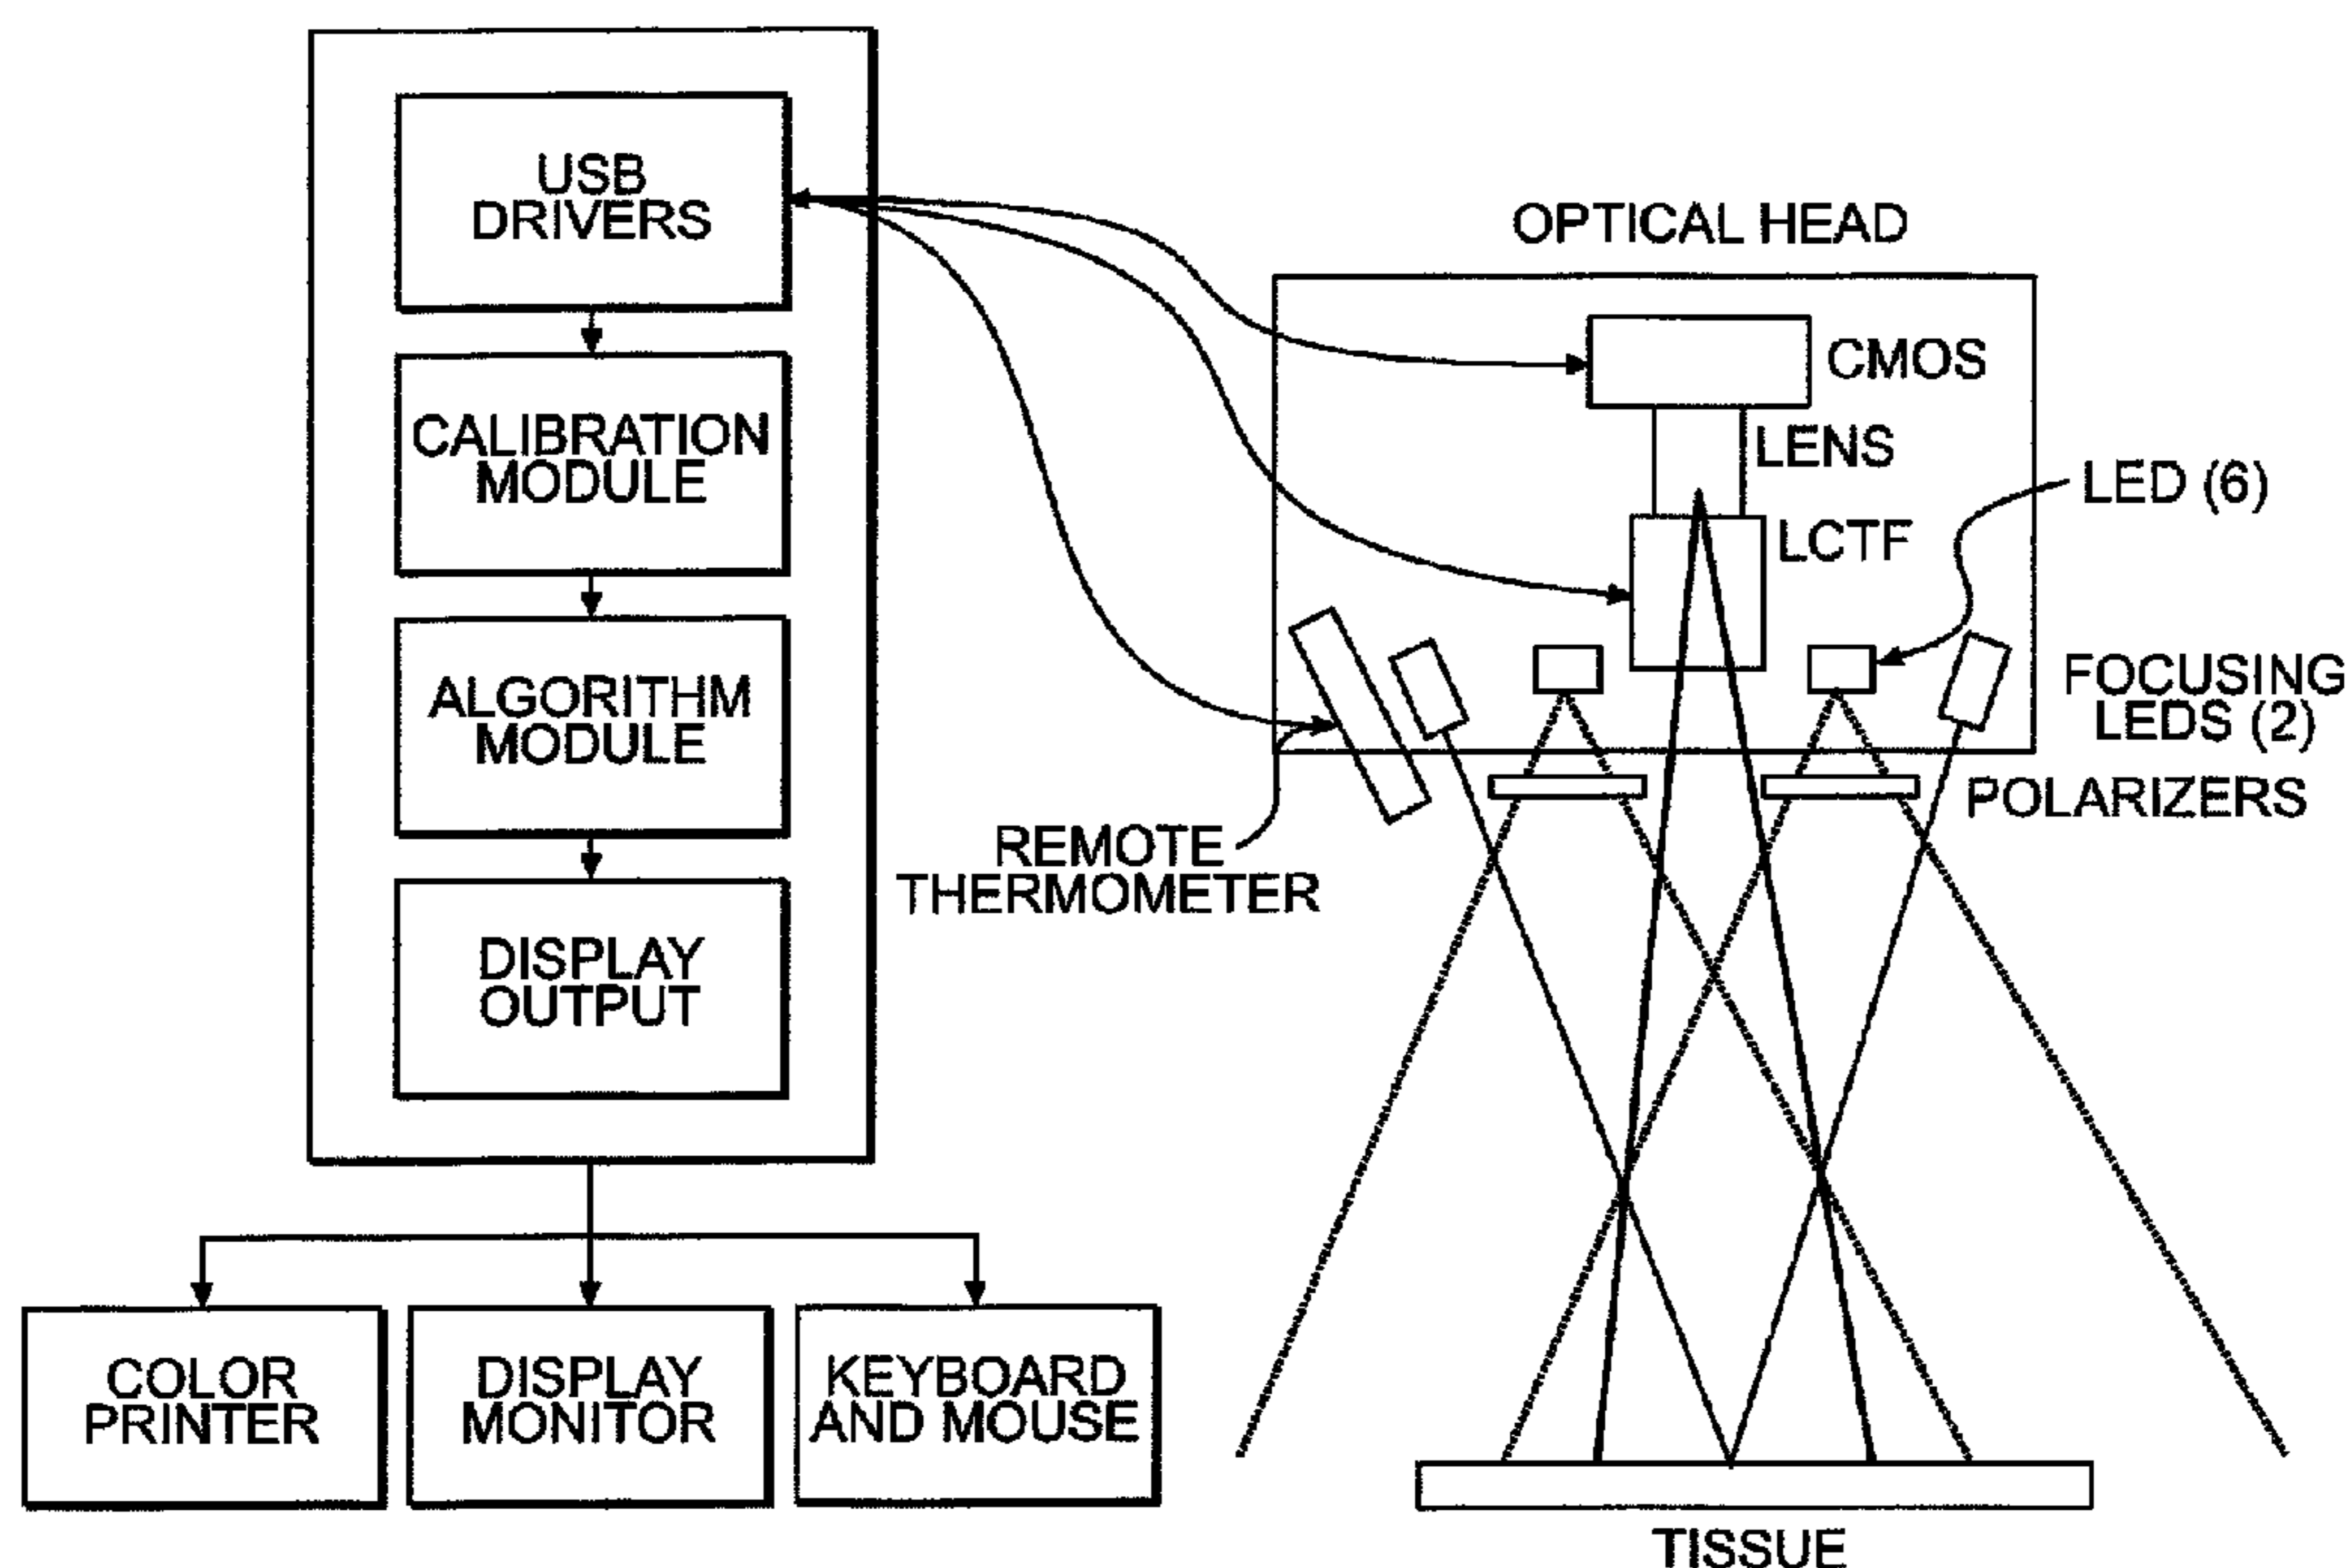 USB
DRIVERS
CALIBRATION
MODULE
ALGORITHM
MODULE
DISPLAY
OUTPUT
COLOR
PRINTER
DISPLAY
MONITOR
KEYBOARD
AND MOUSE
OPTICAL HEAD
CMOS
LENS
LCTF
LED (6)
FOCUSING
LEDS (2)
POLARIZERS
REMOTE
THERMOMETER
TISSUE